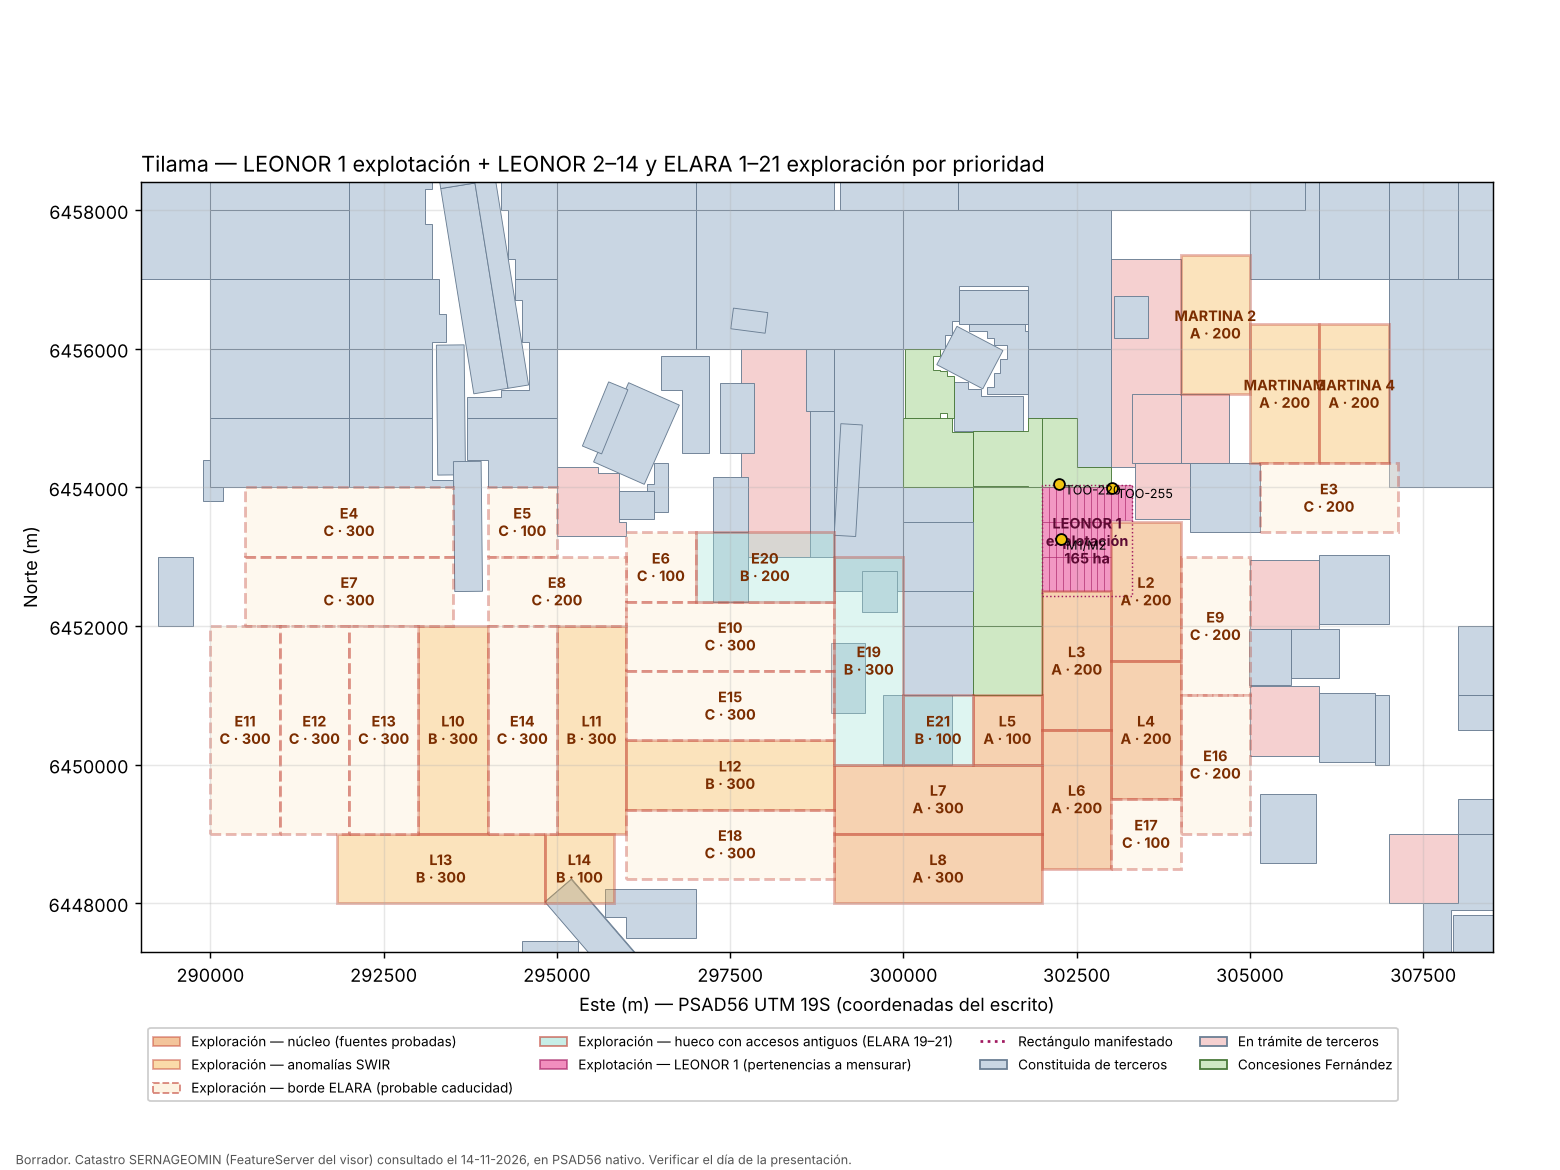 Tilama — LEONOR 1 explotación + LEONOR 2–14 y ELARA 1–21 exploración por prioridad
Norte (m)
6458000
6456000
6454000
6452000
6450000
6448000
MARTINA 2
A · 200
MARTINA
A · 200
MARTINA 4
A · 200
E3
C · 200
E4
C · 300
E5
C · 100
TOO-220
TOO-255
LEONOR 1
explotación
165 ha
E6
C · 100
E20
B · 200
E7
C · 300
E8
C · 200
L2
A · 200
E9
C · 200
E10
C · 300
E19
B · 300
L3
A · 200
E11
C · 300
E12
C · 300
E13
C · 300
L10
B · 300
E14
C · 300
L11
B · 300
E15
C · 300
E21
B · 100
L5
A · 100
L4
A · 200
E16
C · 200
L12
B · 300
L7
A · 300
L6
A · 200
E17
C · 100
E18
C · 300
L8
A · 300
L13
B · 300
L14
B · 100
290000
292500
295000
297500
300000
302500
305000
307500
Este (m) — PSAD56 UTM 19S (coordenadas del escrito)
Exploración — núcleo (fuentes probadas)
Exploración — anomalías SWIR
Exploración — borde ELARA (probable caducidad)
Exploración — hueco con accesos antiguos (ELARA 19–21)
Explotación — LEONOR 1 (pertenencias a mensurar)
Rectángulo manifestado
Constituida de terceros
En trámite de terceros
Concesiones Fernández
Borrador. Catastro SERNAGEOMIN (FeatureServer del visor) consultado el 14-11-2026, en PSAD56 nativo. Verificar el día de la presentación.